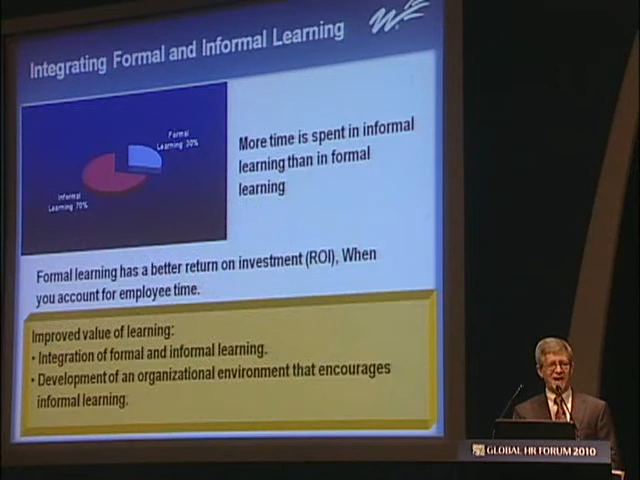 Integrating Formal and Informal Learning
Formal
Learning 30%
Informal
Learning 70%
More time is spent in informal
learning than in formal
learning
Formal learning has a better return on investment (ROI), When
you account for employee time.
Improved value of learning:
• Integration of formal and informal learning.
• Development of an organizational environment that encourages
informal learning.
GLOBAL HR FORUM 2010